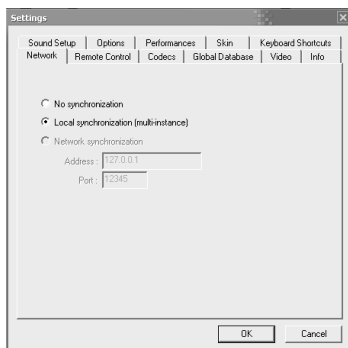 Settings
Sound Setup Options Performances Skin Keyboard Shortcuts
Network Remote Control Codecs Global Database Video Info
No synchronization
Local synchronization (multi-instance)
Network synchronization
Address : 127.0.0.1
Port : 12345
OK Cancel